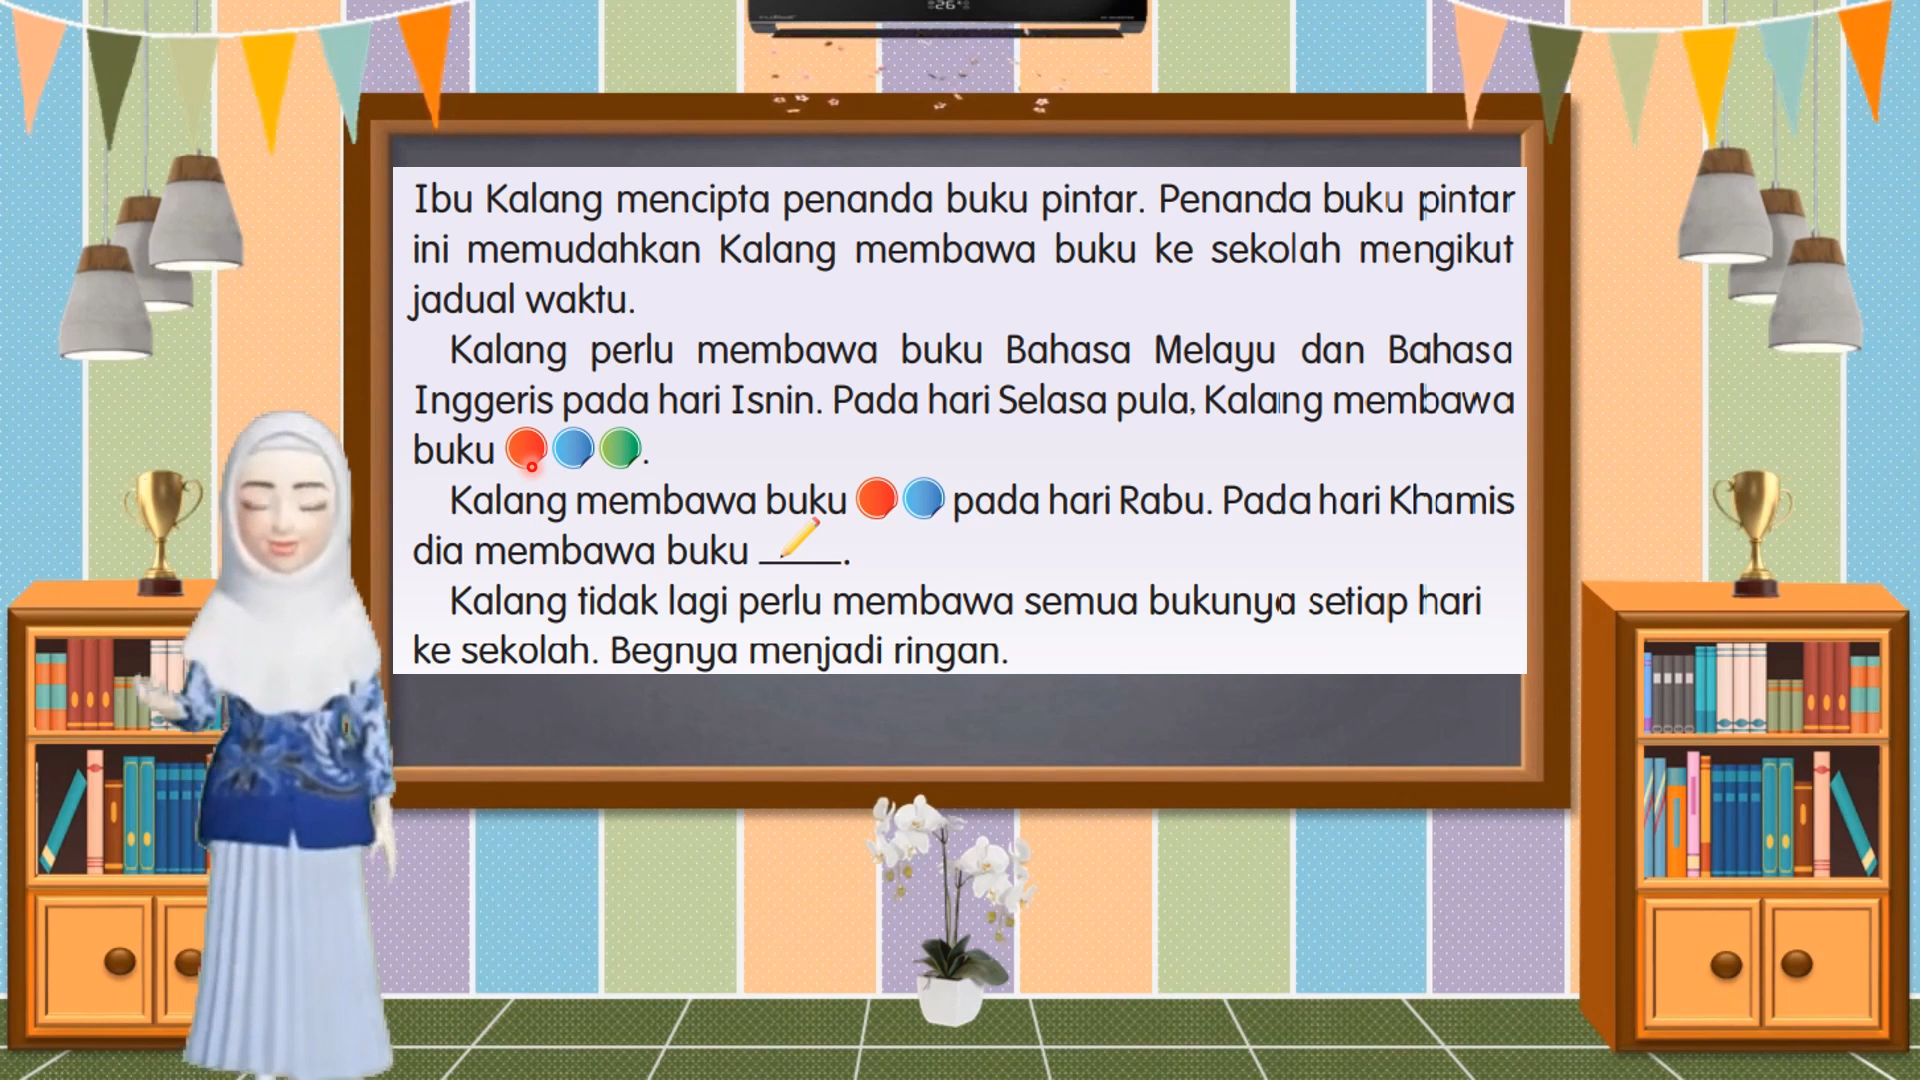 26°
Ibu Kalang mencipta penanda buku pintar. Penanda buku pintar
ini memudahkan Kalang membawa buku ke sekolah mengikut
jadual waktu.
Kalang perlu membawa buku Bahasa Melayu dan Bahasa
Inggeris pada hari Isnin. Pada hari Selasa pula, Kalang membawa
buku .
Kalang membawa buku pada hari Rabu. Pada hari Khamis
dia membawa buku _____.
Kalang tidak lagi perlu membawa semua bukunya setiap hari
ke sekolah. Begnya menjadi ringan.